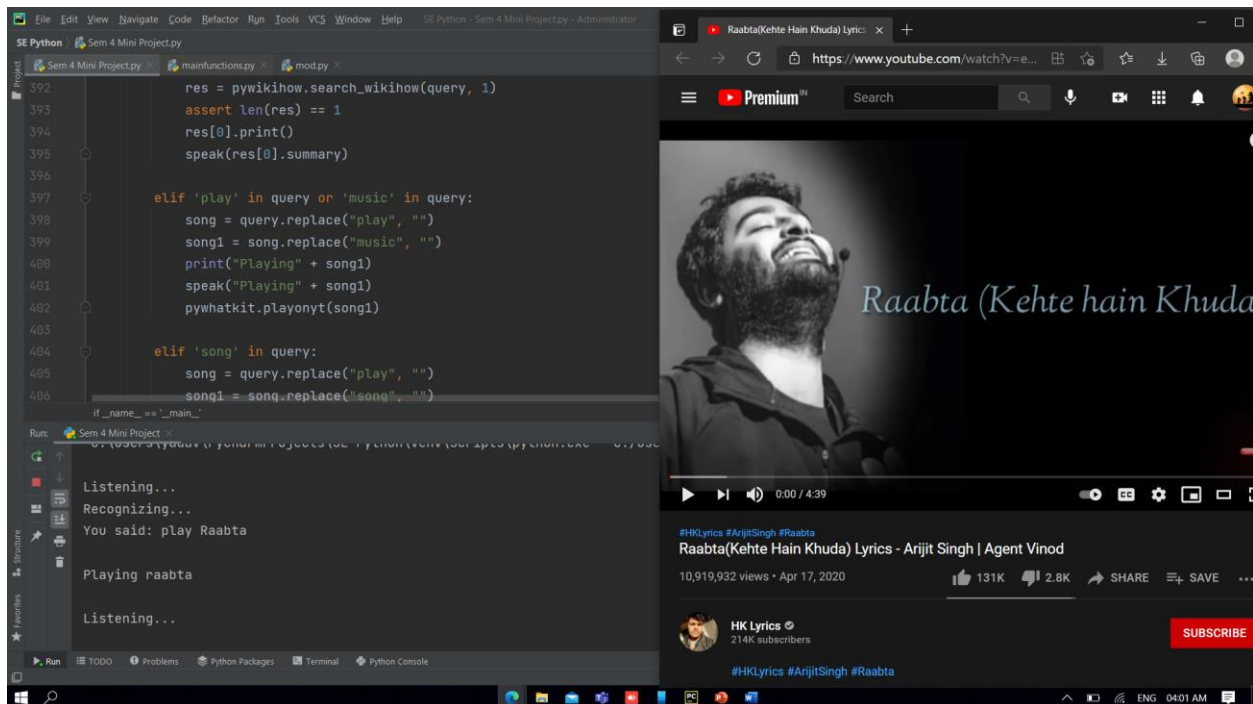 File Edit View Navigate Code Refactor Run Tools VCS Window Help SE Python - Sem 4 Mini Project.py - Administrator
SE Python Sem 4 Mini Project.py
Sem 4 Mini Project.py mainfunctions.py mod.py
Project
392 res = pywikihow.search_wikihow(query, 1)
393 assert len(res) == 1
394 res[0].print()
395 speak(res[0].summary)
396
397 elif 'play' in query or 'music' in query:
398 song = query.replace("play", "")
399 song1 = song.replace("music", "")
400 print("Playing" + song1)
401 speak("Playing" + song1)
402 pywhatkit.playonyt(song1)
403
404 elif 'song' in query:
405 song = query.replace("play", "")
406 song1 = song.replace("song", "")
if __name__ == '__main__'
Run: Sem 4 Mini Project
Listening...
Recognizing...
You said: play Raabta
Playing raabta
Listening...
Structure
Favorites
Run TODO Problems Python Packages Terminal Python Console
Raabta(Kehte Hain Khuda) Lyrics
https://www.youtube.com/watch?v=e...
Premium IN Search
Raabta (Kehte hain Khuda
0:00 / 4:39
CC
#HKLyrics #ArijitSingh #Raabta
Raabta(Kehte Hain Khuda) Lyrics - Arijit Singh | Agent Vinod
10,919,932 views • Apr 17, 2020 131K 2.8K SHARE SAVE ...
HK Lyrics
214K subscribers
SUBSCRIBE
#HKLyrics #ArijitSingh #Raabta
ENG 04:01 AM